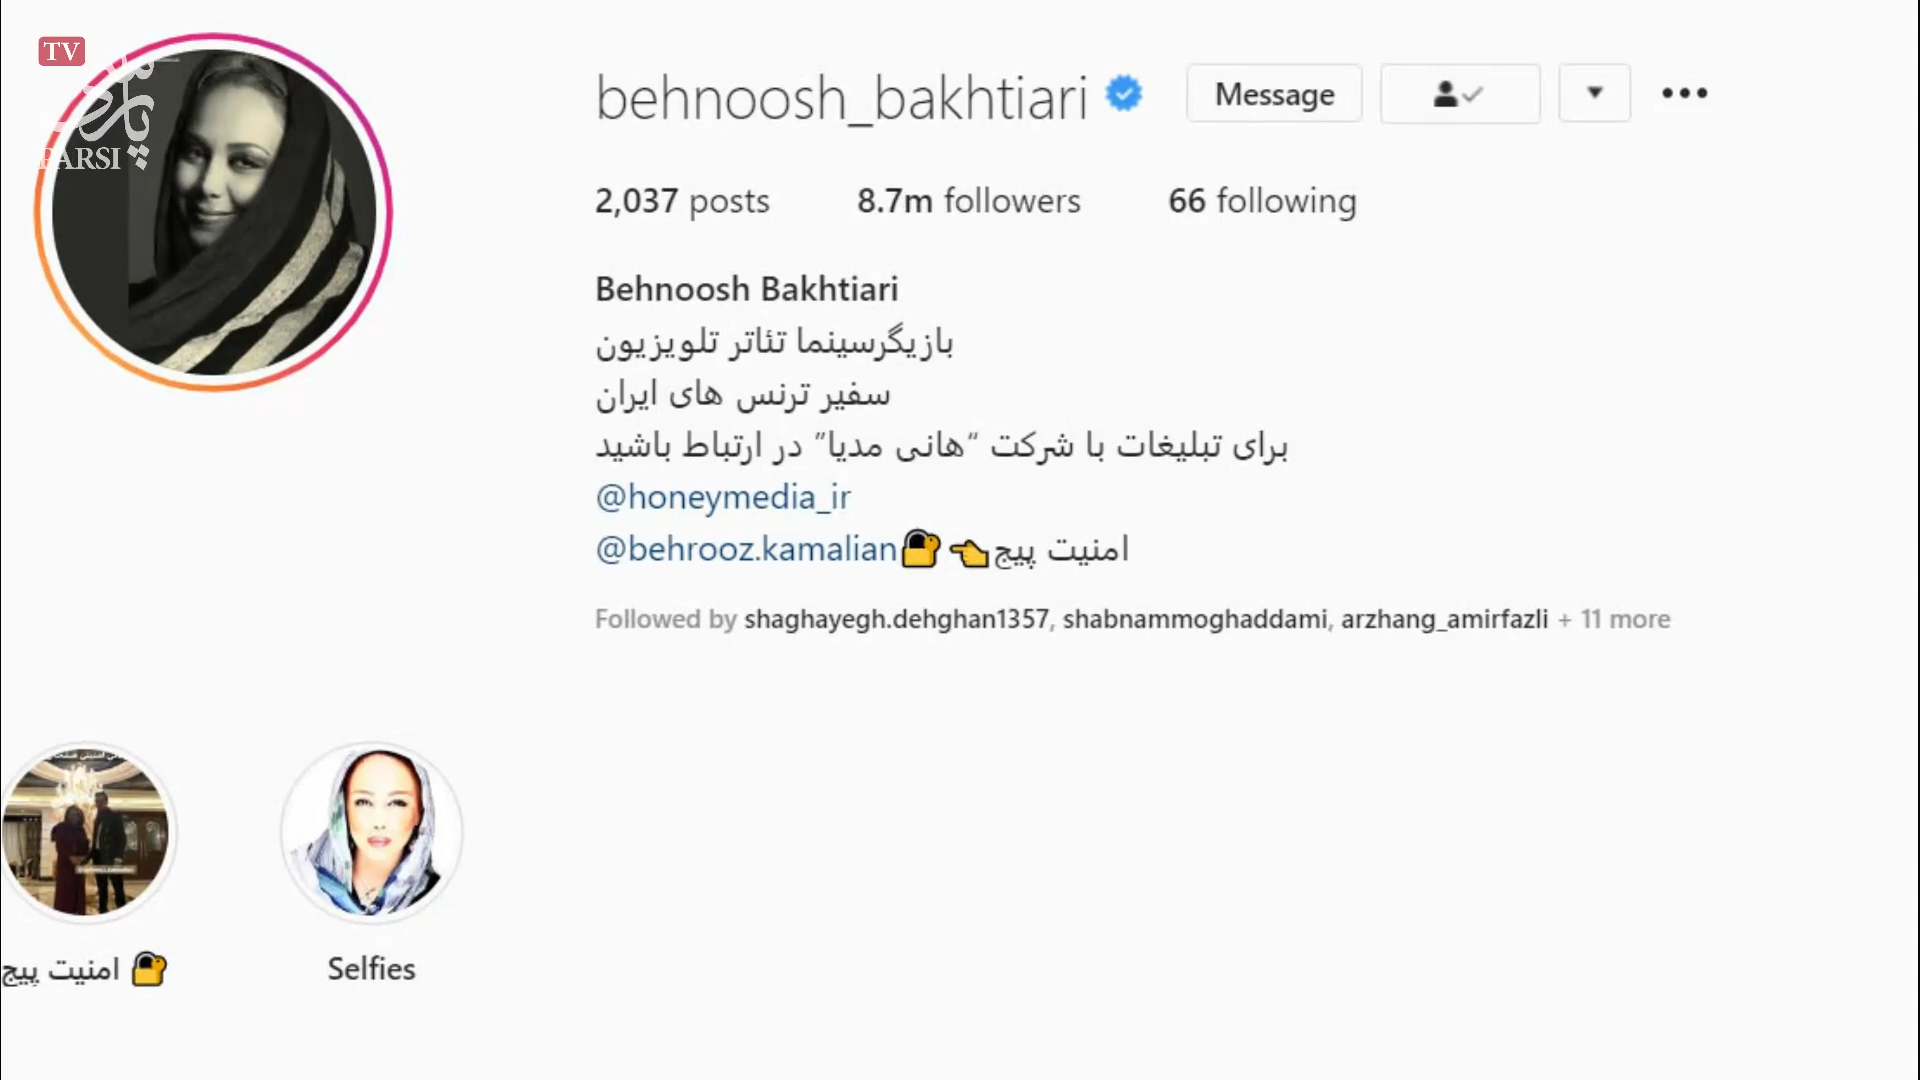 TV
پارسی
PARSI
behnoosh_bakhtiari
Message
2,037 posts 8.7m followers 66 following
Behnoosh Bakhtiari
بازیگرسینما تئاتر تلویزیون
سفیر ترنس های ایران
برای تبلیغات با شرکت “هانی مدیا” در ارتباط باشید
@honeymedia_ir
@behrooz.kamalian🔐👈امنیت پیج
Followed by shaghayegh.dehghan1357, shabnammoghaddami, arzhang_amirfazli + 11 more
امنیت پیج 🔐
Selfies